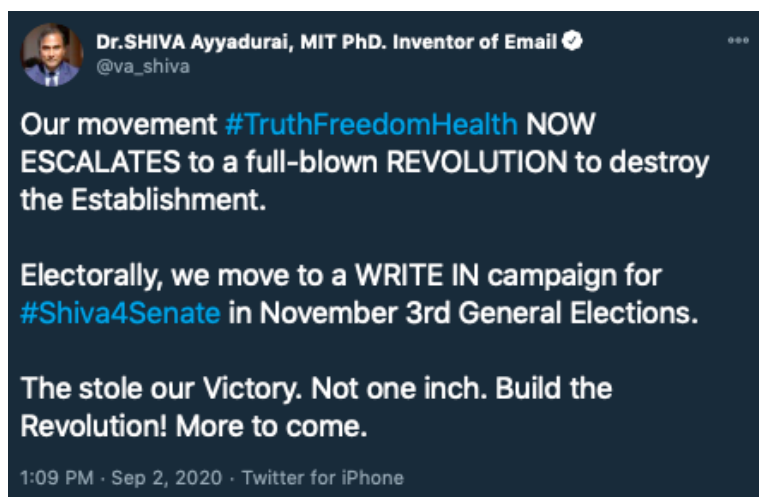 Dr.SHIVA Ayyadurai, MIT PhD. Inventor of Email
@va_shiva
Our movement #TruthFreedomHealth NOW
ESCALATES to a full-blown REVOLUTION to destroy
the Establishment.
Electorally, we move to a WRITE IN campaign for
#Shiva4Senate in November 3rd General Elections.
The stole our Victory. Not one inch. Build the
Revolution! More to come.
1:09 PM · Sep 2, 2020 · Twitter for iPhone